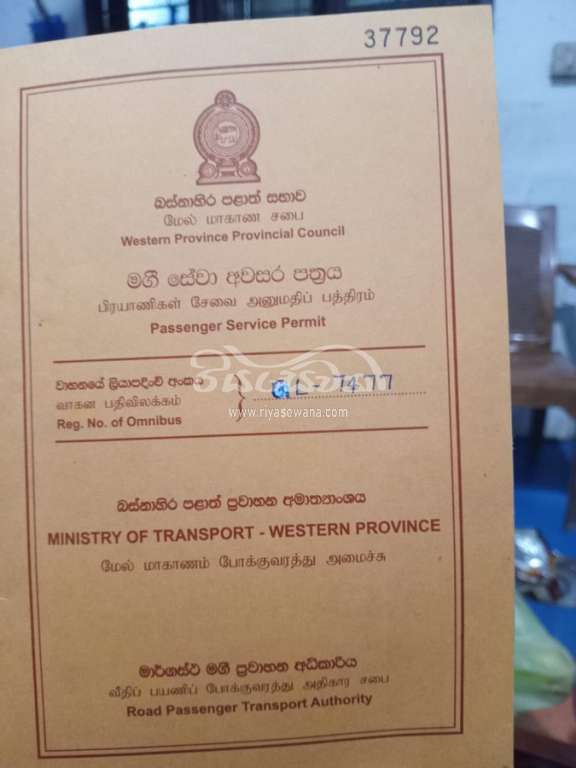 37792
බස්නාහිර පළාත් සභාව
மேல் மாகாண சபை
Western Province Provincial Council
මගී සේවා අවසර පත්‍රය
பிரயாணிகள் சேவை அனுமதிப் பத்திரம்
Passenger Service Permit
වාහනයේ ලියාපදිංචි අංකය
வாகன பதிவிலக்கம்
Reg. No. of Omnibus
7477
රියසෙවන
www.riyasewana.com
බස්නාහිර පළාත් ප්‍රවාහන අමාත්‍යාංශය
MINISTRY OF TRANSPORT - WESTERN PROVINCE
மேல் மாகாணம் போக்குவரத்து அமைச்சு
මාර්ගස්ථ මගී ප්‍රවාහන අධිකාරිය
வீதிப் பயணிப் போக்குவரத்து அதிகார சபை
Road Passenger Transport Authority